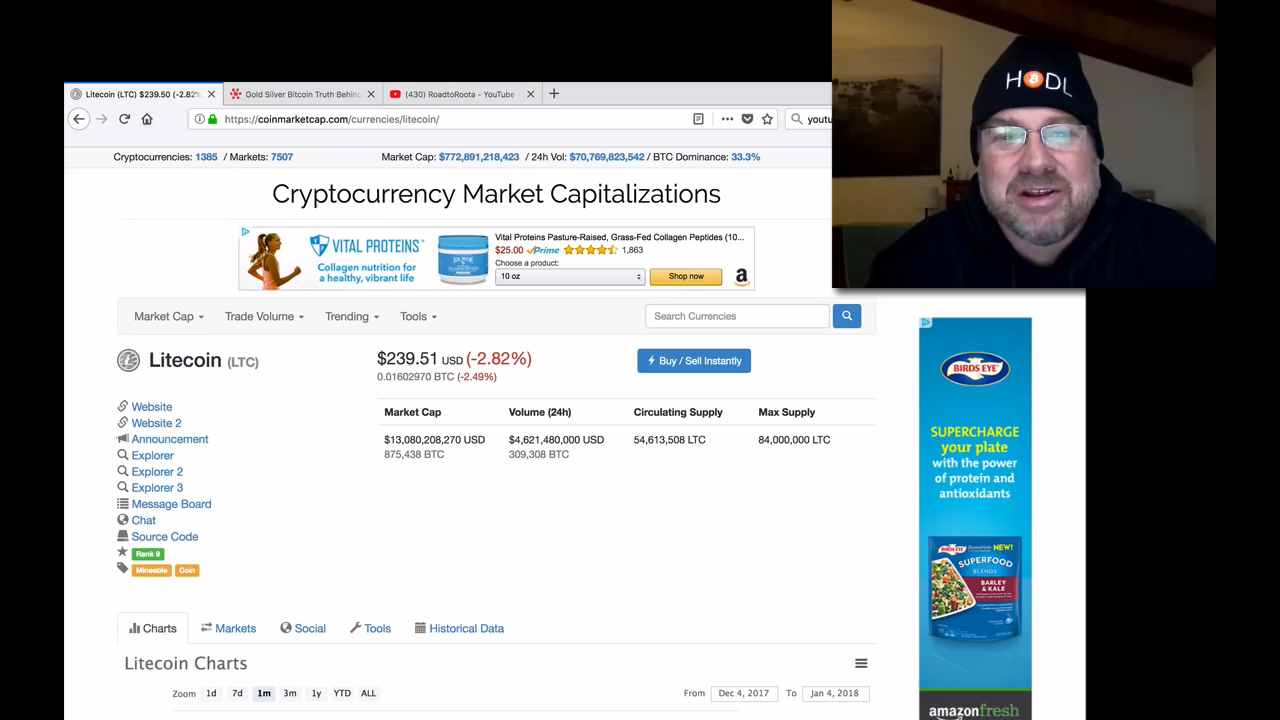 Litecoin (LTC) $239.50 (-2.82%
Gold Silver Bitcoin Truth Behin
(430) RoadtoRoota - YouTube
https://coinmarketcap.com/currencies/litecoin/
youtu
HODL
Cryptocurrencies: 1385 / Markets: 7507
Market Cap: $772,891,218,423 / 24h Vol: $70,769,823,542 / BTC Dominance: 33.3%
Cryptocurrency Market Capitalizations
VITAL PROTEINS™
Collagen nutrition for
a healthy, vibrant life
Vital Proteins Pasture-Raised, Grass-Fed Collagen Peptides (10...
$25.00 Prime 1,863
Choose a product:
10 oz
Shop now
a
Market Cap Trade Volume Trending Tools
Search Currencies
Litecoin (LTC)
$239.51 USD (-2.82%)
0.01602970 BTC (-2.49%)
Buy / Sell Instantly
Website
Website 2
Announcement
Explorer
Explorer 2
Explorer 3
Message Board
Chat
Source Code
Rank 9
Mineable Coin
Market Cap Volume (24h) Circulating Supply Max Supply
$13,080,208,270 USD $4,621,480,000 USD 54,613,508 LTC 84,000,000 LTC
875,438 BTC 309,308 BTC
BIRDS EYE
SUPERCHARGE
your plate
with the power
of protein and
antioxidants
BIRDS EYE
NEW!
SUPERFOOD
BLENDS
BARLEY
& KALE
amazonfresh
Charts Markets Social Tools Historical Data
Litecoin Charts
Zoom 1d 7d 1m 3m 1y YTD ALL
From Dec 4, 2017 To Jan 4, 2018